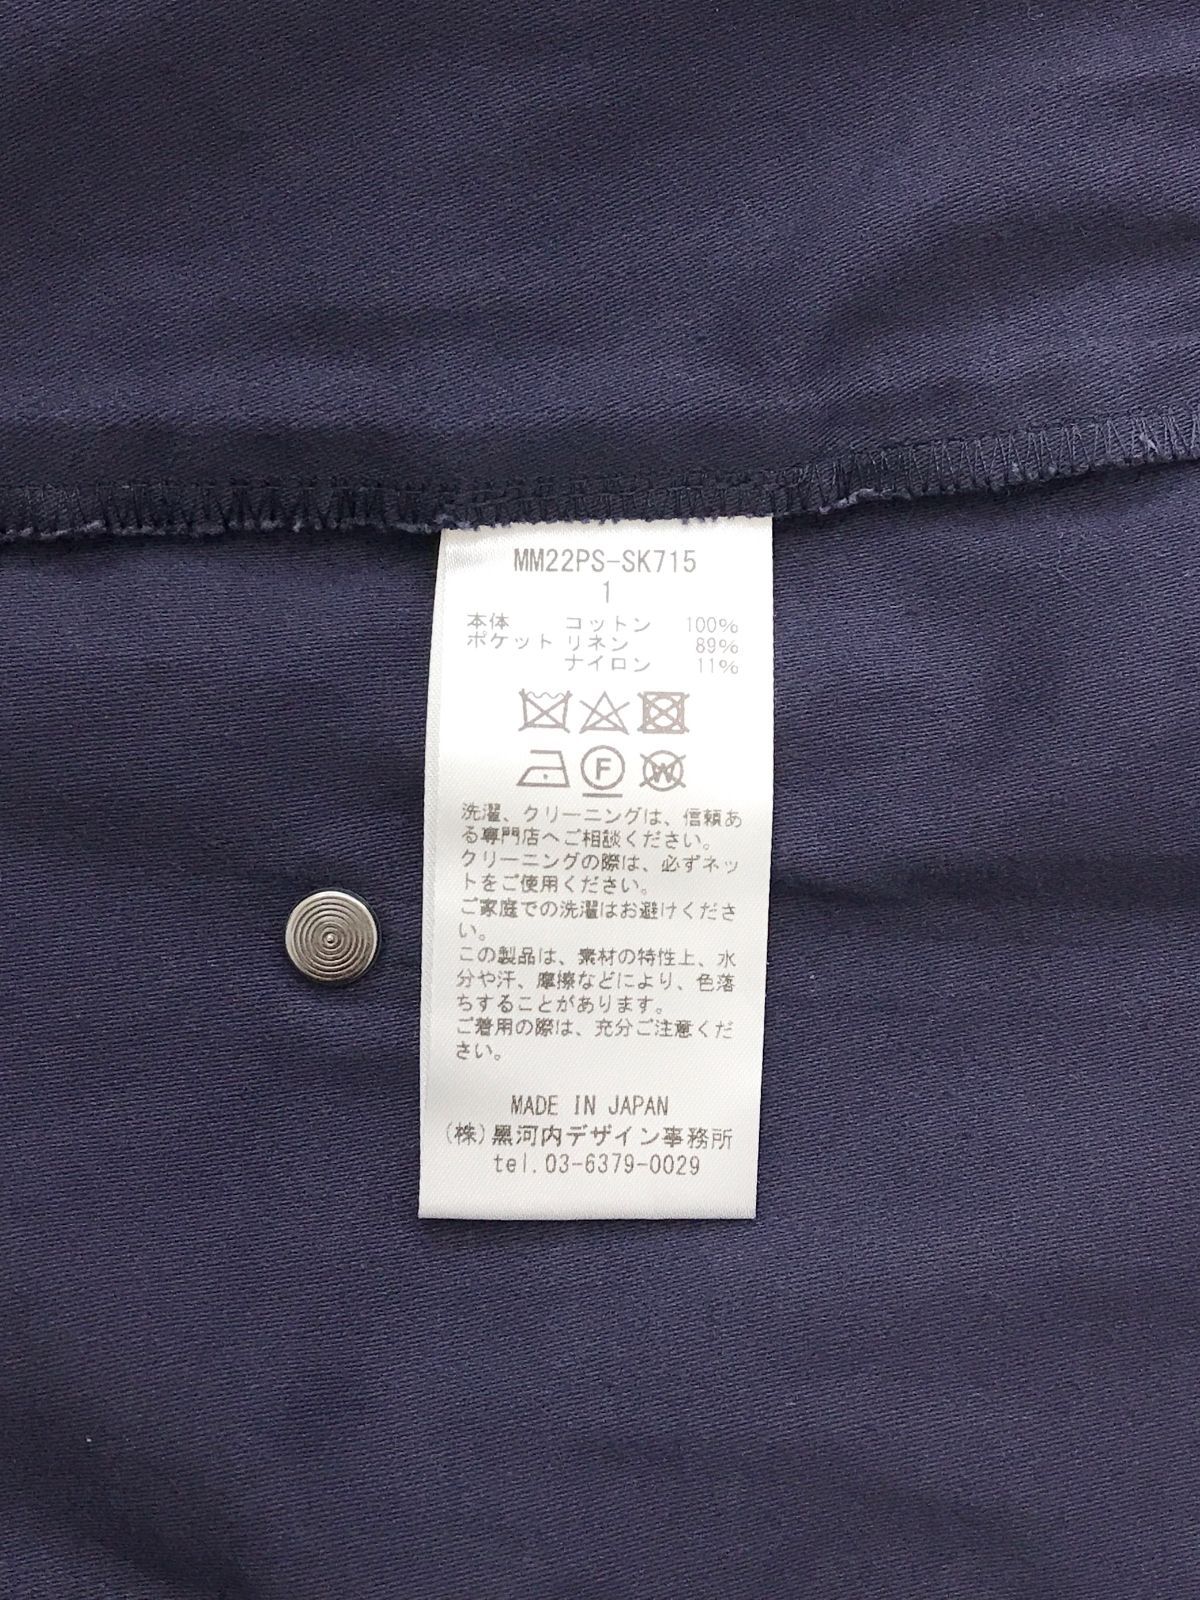 MM22PS-SK715
1
本体 コットン 100%
ポケット リネン 89%
ナイロン 11%
F
W
洗濯、クリーニングは、信頼あ
る専門店へご相談ください。
クリーニングの際は、必ずネッ
トをご使用ください。
ご家庭での洗濯はお避けくださ
い。
この製品は、素材の特性上、水
分や汗、摩擦などにより、色落
ちすることがあります。
ご着用の際は、充分ご注意くだ
さい。
MADE IN JAPAN
(株)黒河内デザイン事務所
tel.03-6379-0029